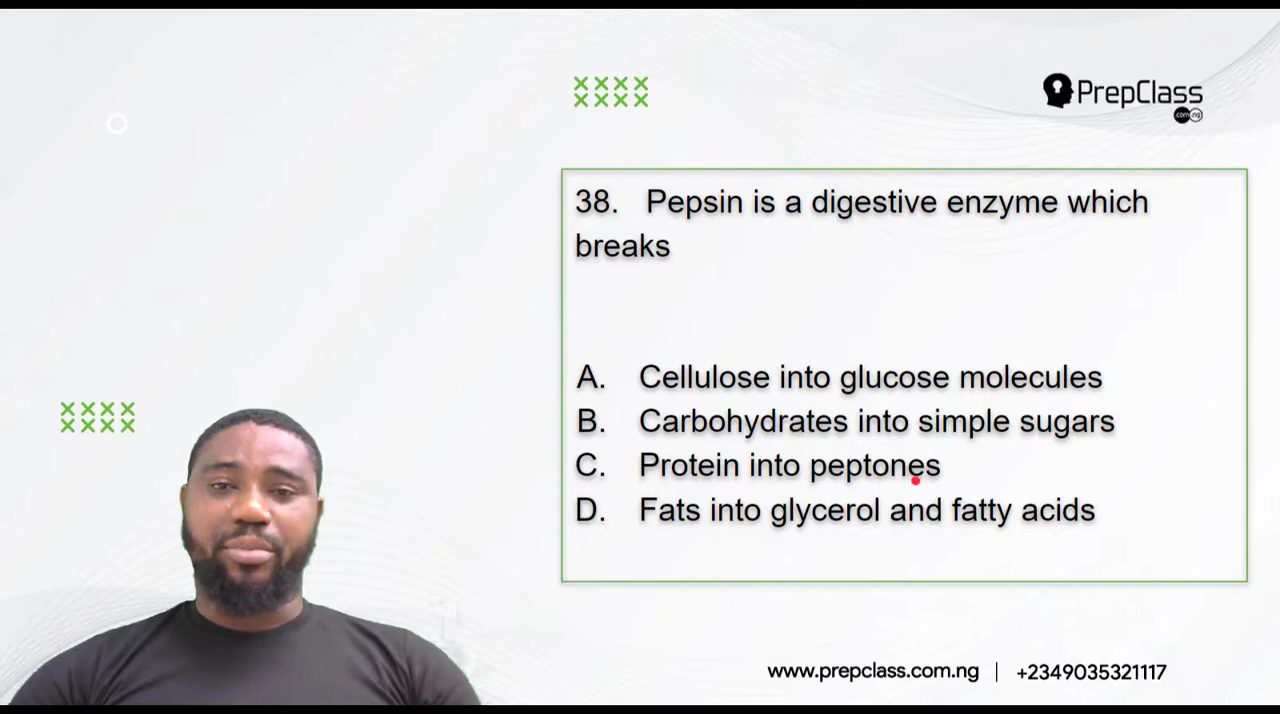 PrepClass
.com.ng
38. Pepsin is a digestive enzyme which
breaks
A. Cellulose into glucose molecules
B. Carbohydrates into simple sugars
C. Protein into peptones
D. Fats into glycerol and fatty acids
www.prepclass.com.ng | +2349035321117